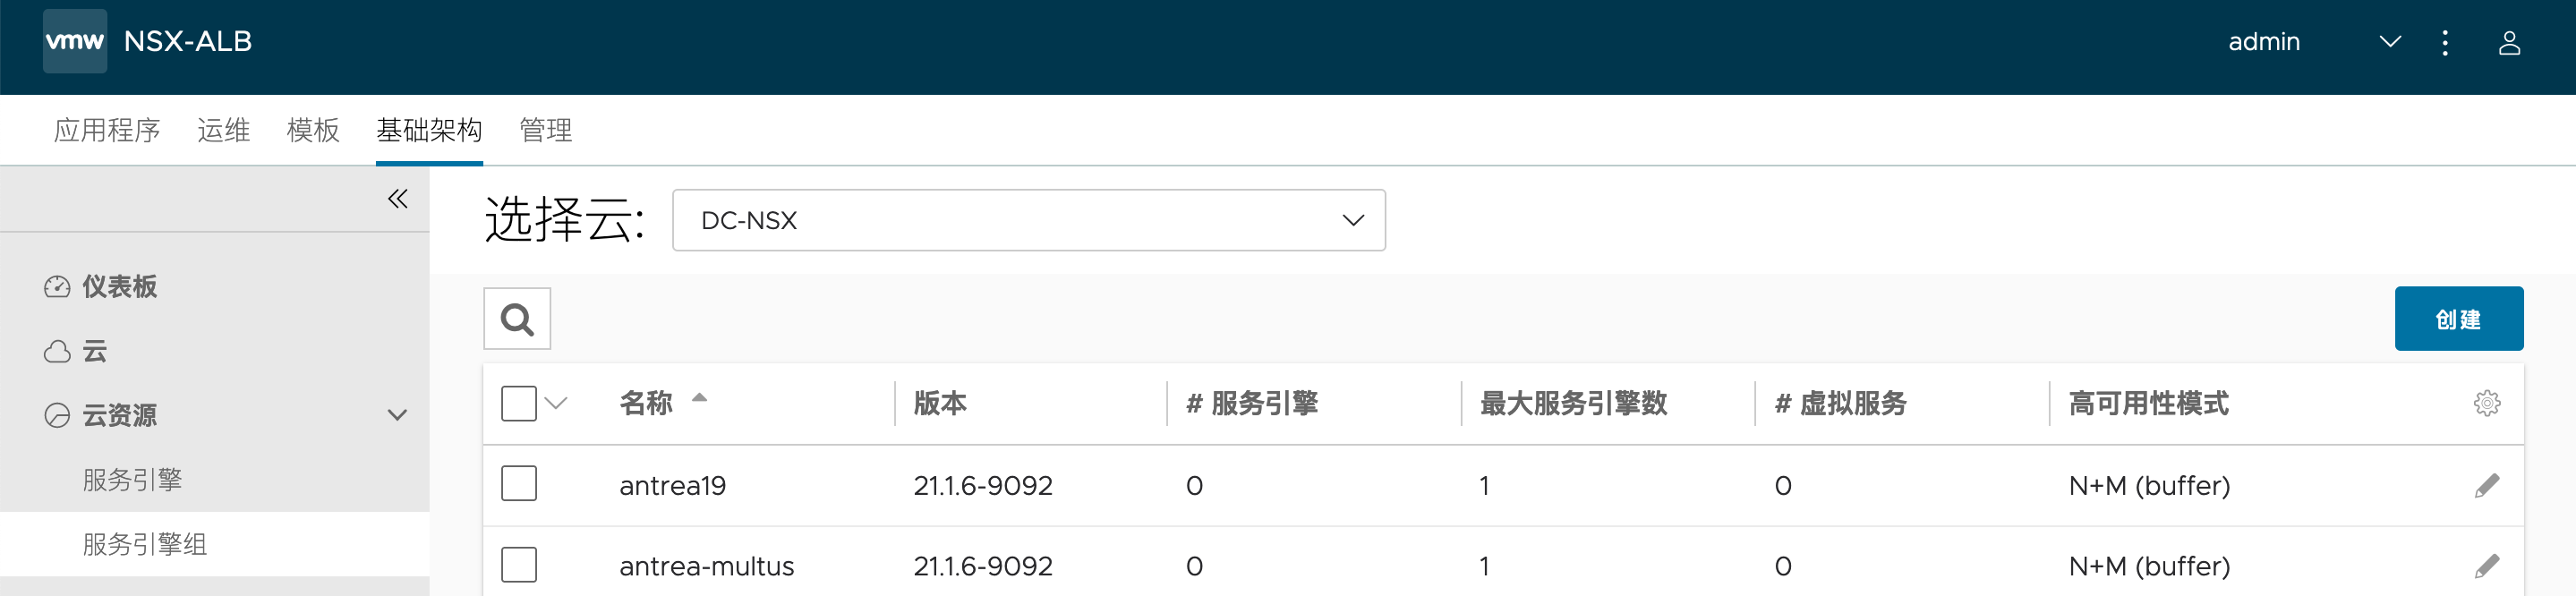 vmw NSX-ALB admin
应用程序 运维 模板 基础架构 管理
选择云: DC-NSX
仪表板
云
云资源
服务引擎
服务引擎组
创建
名称 版本 # 服务引擎 最大服务引擎数 # 虚拟服务 高可用性模式
antrea19 21.1.6-9092 0 1 0 N+M (buffer)
antrea-multus 21.1.6-9092 0 1 0 N+M (buffer)